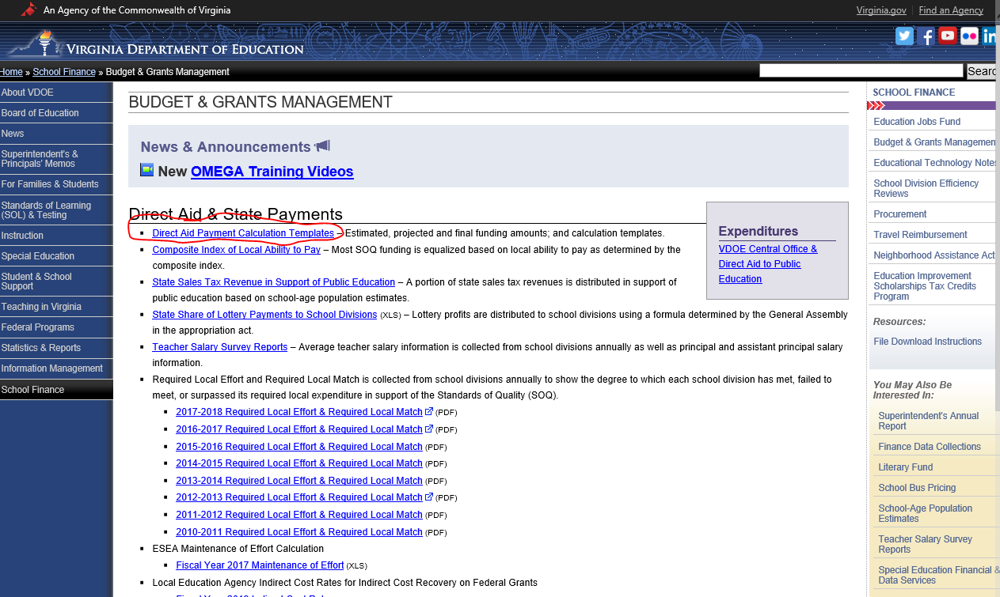 An Agency of the Commonwealth of Virginia
Virginia.gov
Find an Agency
VIRGINIA DEPARTMENT OF EDUCATION
Home » School Finance » Budget & Grants Management
Searc
About VDOE
Board of Education
News
Superintendent's &
Principals' Memos
For Families & Students
Standards of Learning
(SOL) & Testing
Instruction
Special Education
Student & School
Support
Teaching in Virginia
Federal Programs
Statistics & Reports
Information Management
School Finance
BUDGET & GRANTS MANAGEMENT
News & Announcements
New OMEGA Training Videos
Direct Aid & State Payments
Direct Aid Payment Calculation Templates – Estimated, projected and final funding amounts; and calculation templates.
Composite Index of Local Ability to Pay – Most SOQ funding is equalized based on local ability to pay as determined by the
composite index.
State Sales Tax Revenue in Support of Public Education – A portion of state sales tax revenues is distributed in support of
public education based on school-age population estimates.
State Share of Lottery Payments to School Divisions (XLS) – Lottery profits are distributed to school divisions using a formula determined by the General Assembly
in the appropriation act.
Teacher Salary Survey Reports – Average teacher salary information is collected from school divisions annually as well as principal and assistant principal salary
information.
Required Local Effort and Required Local Match is collected from school divisions annually to show the degree to which each school division has met, failed to
meet, or surpassed its required local expenditure in support of the Standards of Quality (SOQ).
2017-2018 Required Local Effort & Required Local Match (PDF)
2016-2017 Required Local Effort & Required Local Match (PDF)
2015-2016 Required Local Effort & Required Local Match (PDF)
2014-2015 Required Local Effort & Required Local Match (PDF)
2013-2014 Required Local Effort & Required Local Match (PDF)
2012-2013 Required Local Effort & Required Local Match (PDF)
2011-2012 Required Local Effort & Required Local Match (PDF)
2010-2011 Required Local Effort & Required Local Match (PDF)
ESEA Maintenance of Effort Calculation
Fiscal Year 2017 Maintenance of Effort (XLS)
Local Education Agency Indirect Cost Rates for Indirect Cost Recovery on Federal Grants
Expenditures
VDOE Central Office &
Direct Aid to Public
Education
SCHOOL FINANCE
Education Jobs Fund
Budget & Grants Managemen
Educational Technology Notes
School Division Efficiency
Reviews
Procurement
Travel Reimbursement
Neighborhood Assistance Act
Education Improvement
Scholarships Tax Credits
Program
Resources:
File Download Instructions
You May Also Be
Interested In:
Superintendent's Annual
Report
Finance Data Collections
Literary Fund
School Bus Pricing
School-Age Population
Estimates
Teacher Salary Survey
Reports
Special Education Financial &
Data Services